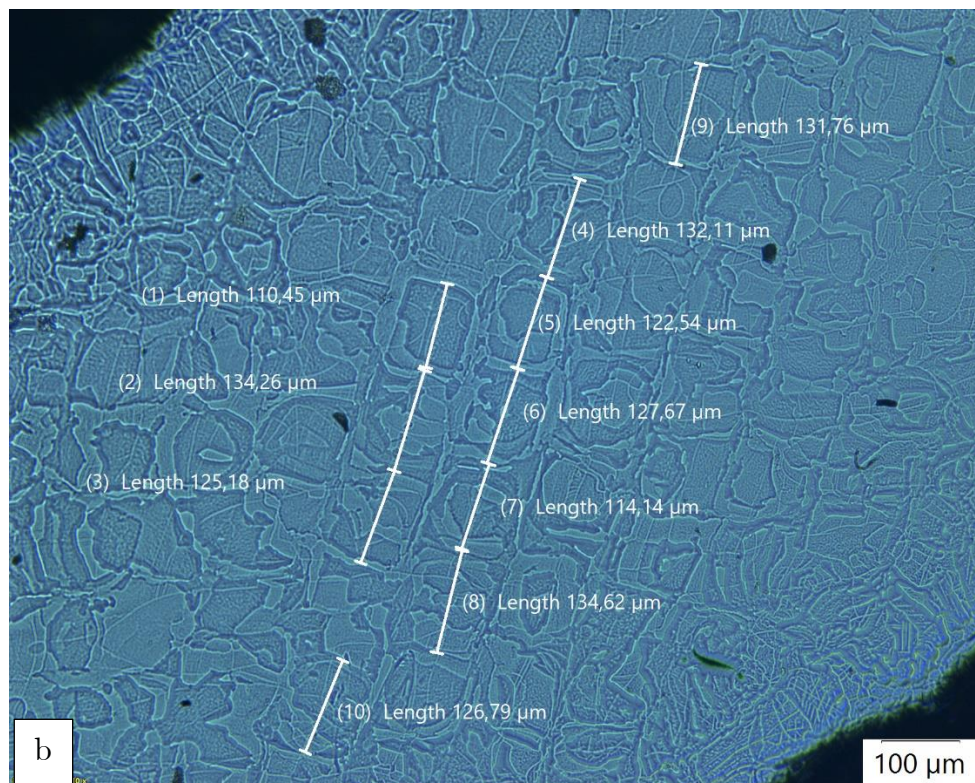 (9) Length 131,76 µm
(4) Length 132,11 µm
(1) Length 110,45 µm
(5) Length 122,54 µm
(2) Length 134,26 µm
(6) Length 127,67 µm
(3) Length 125,18 µm
(7) Length 114,14 µm
(8) Length 134,62 µm
(10) Length 126,79 µm
b
100 µm